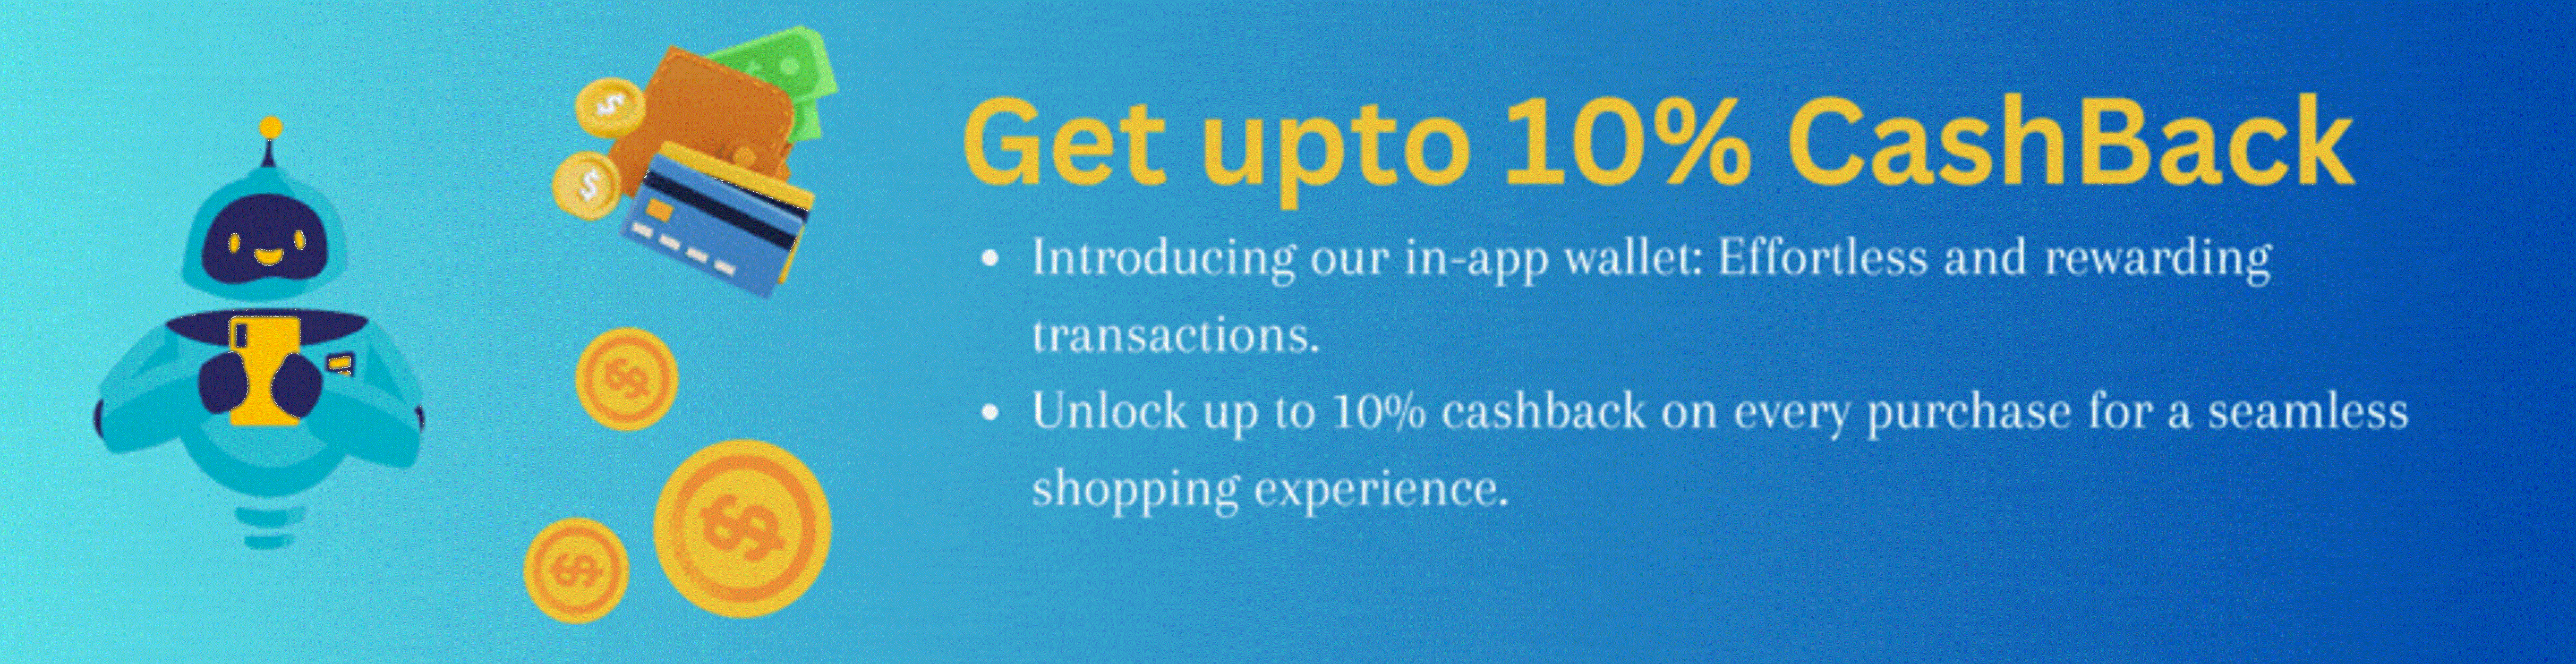 Get upto 10% CashBack
• Introducing our in-app wallet: Effortless and rewarding
transactions.
• Unlock up to 10% cashback on every purchase for a seamless
shopping experience.